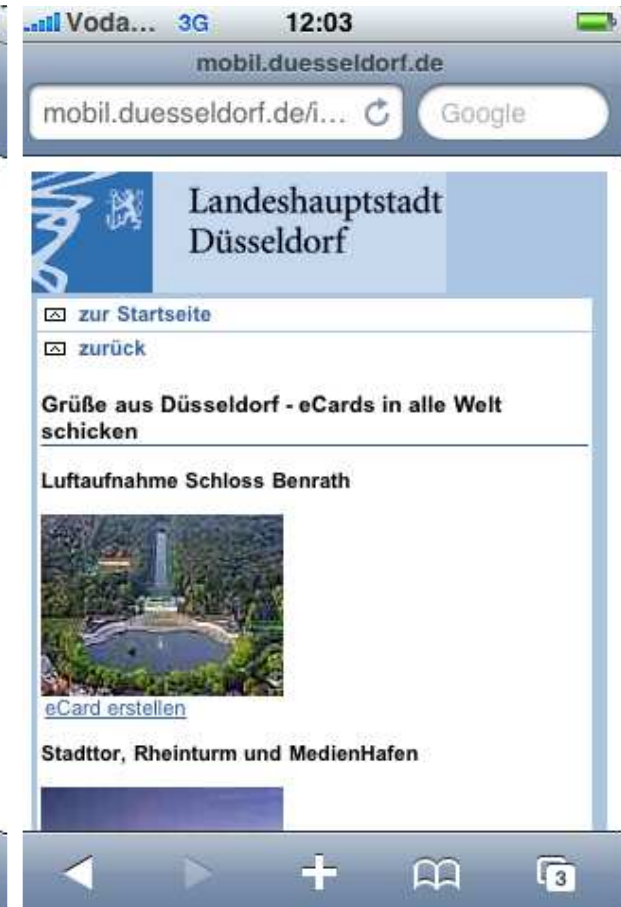 Voda... 3G 12:03
mobil.duesseldorf.de
mobil.duesseldorf.de/i... Google
Landeshauptstadt
Düsseldorf
zur Startseite
zurück
Grüße aus Düsseldorf - eCards in alle Welt
schicken
Luftaufnahme Schloss Benrath
eCard erstellen
Stadttor, Rheinturm und MedienHafen
3